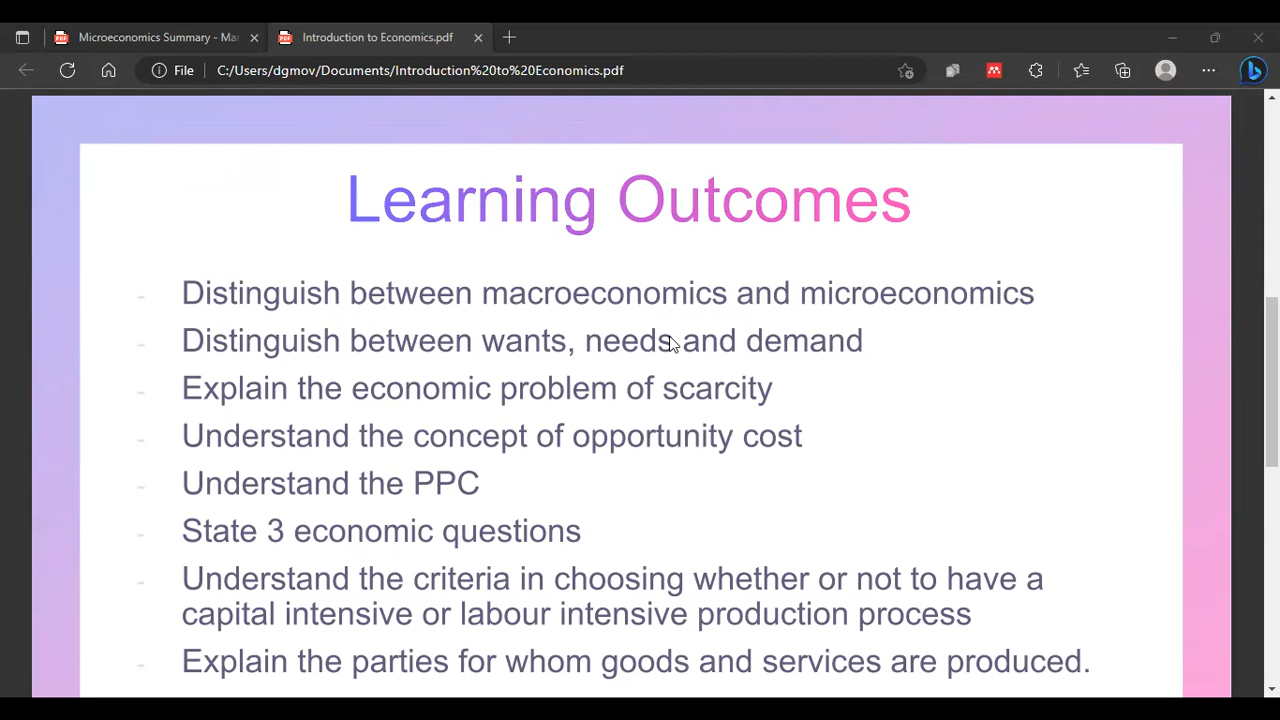 Microeconomics Summary - Ma
Introduction to Economics.pdf
File
C:/Users/dgmov/Documents/Introduction%20to%20Economics.pdf
Learning Outcomes
- Distinguish between macroeconomics and microeconomics
- Distinguish between wants, needs and demand
- Explain the economic problem of scarcity
- Understand the concept of opportunity cost
- Understand the PPC
- State 3 economic questions
- Understand the criteria in choosing whether or not to have a
capital intensive or labour intensive production process
- Explain the parties for whom goods and services are produced.